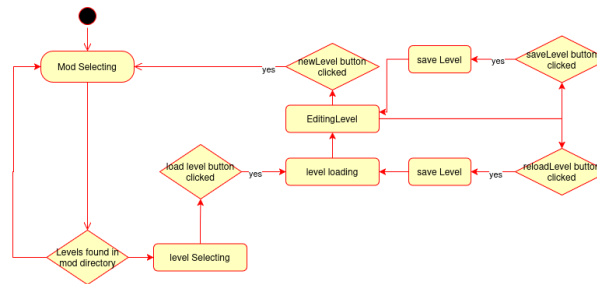 newLevel button
clicked
save Level
saveLevel button
clicked
Mod Selecting
yes
yes
EditingLevel
load level button
clicked
yes
level loading
save Level
yes
reloadLevel button
clicked
Levels found in
mod directory
level Selecting